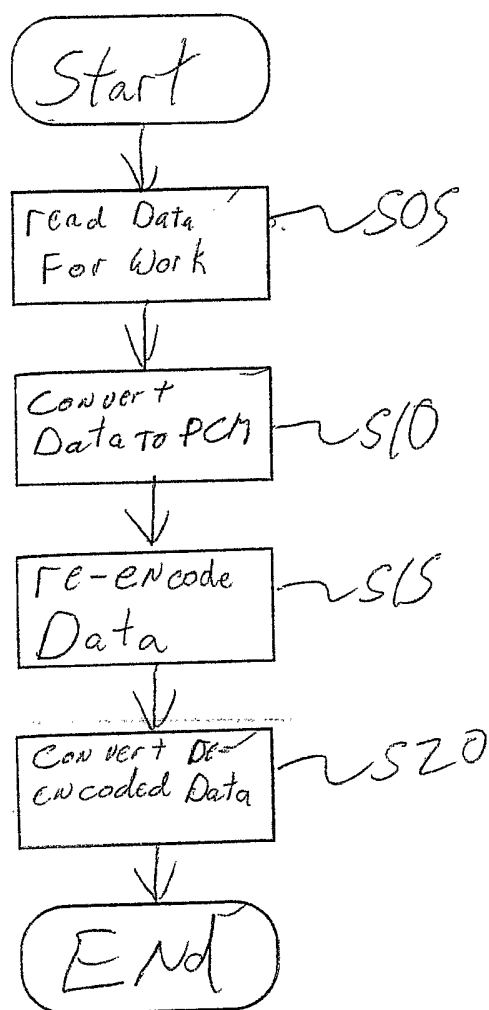 Start
read Data
For Work
S05
Convert
Data To PCM
S10
re-encode
Data
S15
Convert De-
encoded Data
S20
End